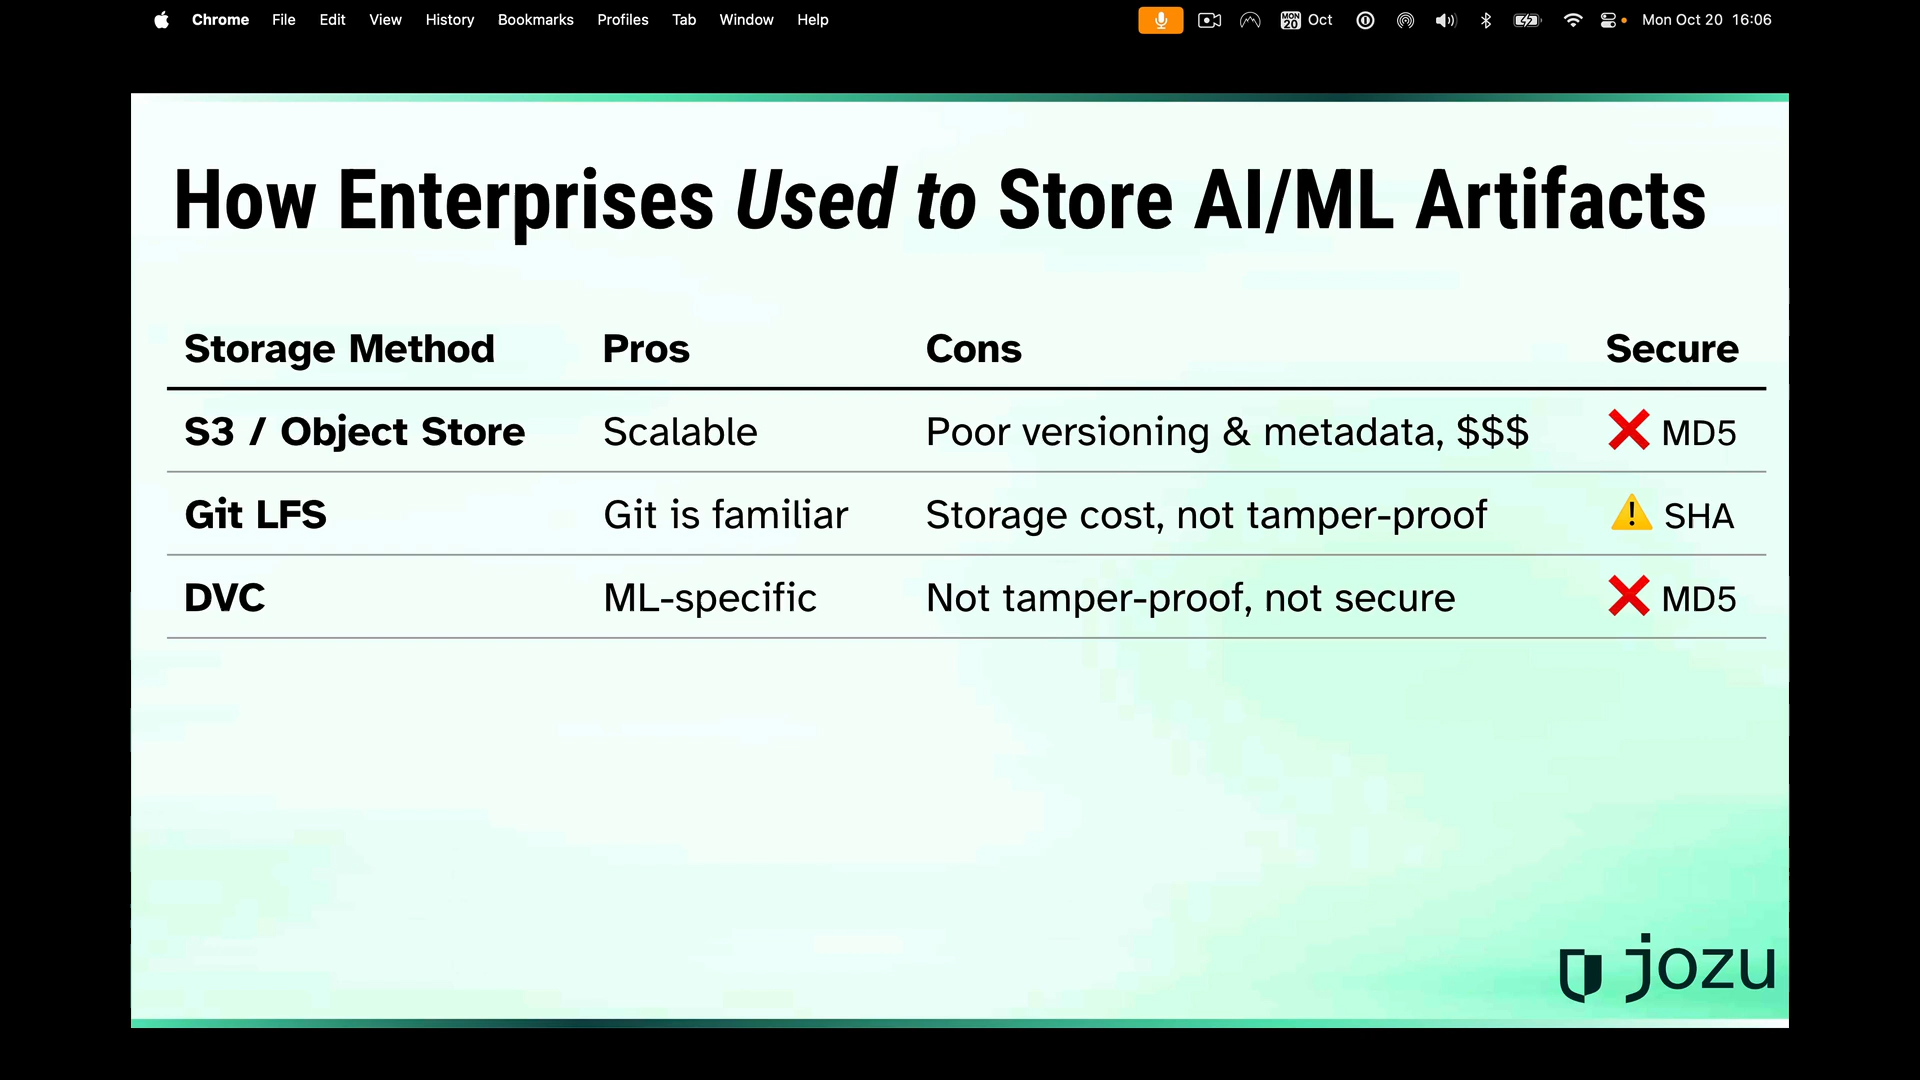 Chrome File Edit View History Bookmarks Profiles Tab Window Help MON 20 Oct Mon Oct 20 16:06
How Enterprises Used to Store AI/ML Artifacts
Storage Method Pros Cons Secure
S3 / Object Store Scalable Poor versioning & metadata, $$$ ❌ MD5
Git LFS Git is familiar Storage cost, not tamper-proof ⚠️ SHA
DVC ML-specific Not tamper-proof, not secure ❌ MD5
jozu